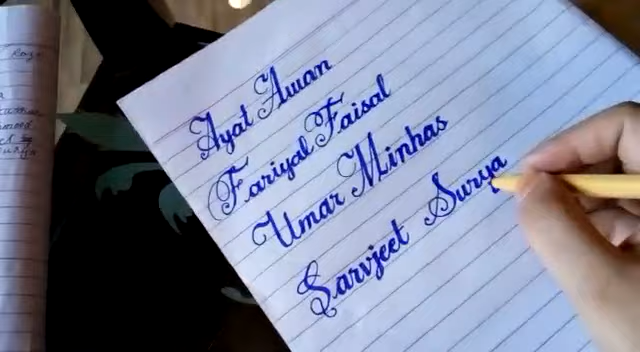 Ayat Awan
Fariyal Faisal
Umar Minhas
Sarvjeet Surya